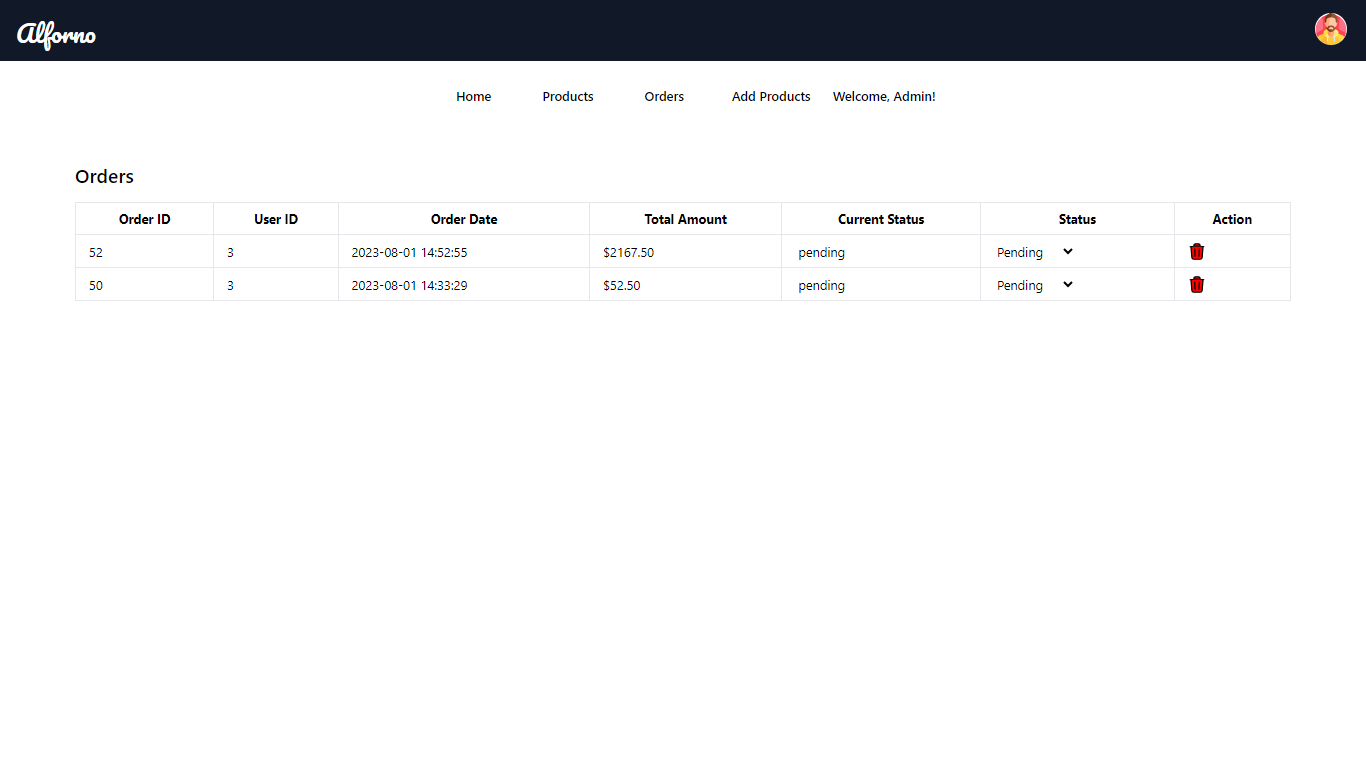 Alforno
Home Products Orders Add Products Welcome, Admin!
Orders
Order ID User ID Order Date Total Amount Current Status Status Action
52 3 2023-08-01 14:52:55 $2167.50 pending Pending
50 3 2023-08-01 14:33:29 $52.50 pending Pending